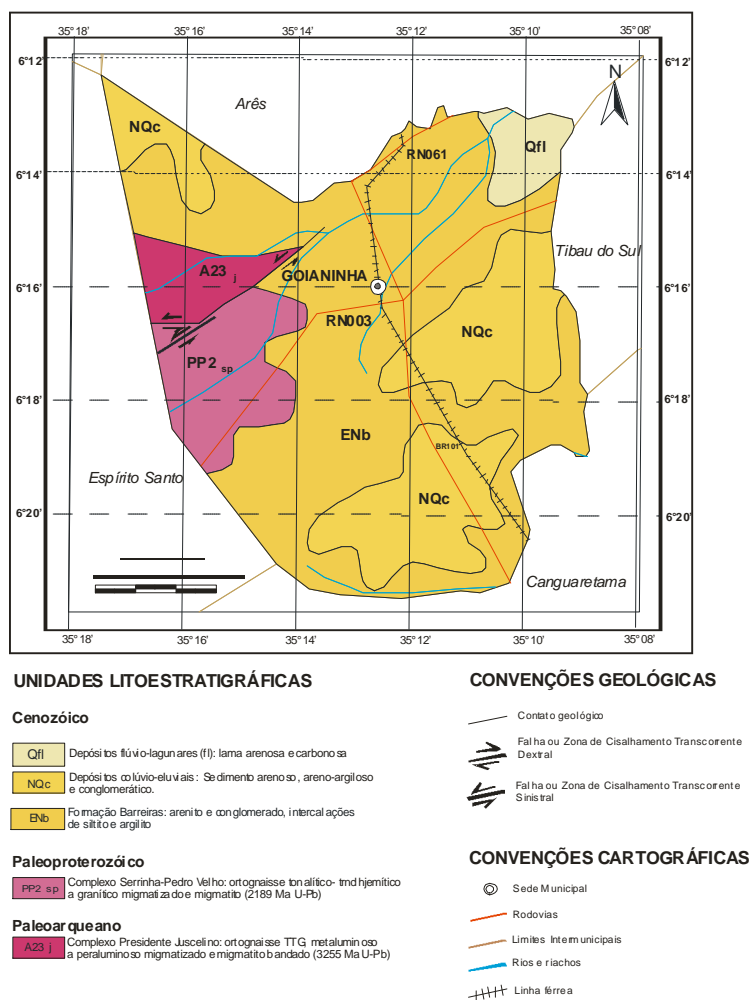 35° 18' 35° 16' 35° 14' 35° 12' 35° 10' 35° 08'
6°12' 6°12'
N
Arês
NQc
RN061
Qfl
6°14' 6°14'
Tibau do Sul
A23 j
GOIANINHA
6°16' 6°16'
RN003
NQc
PP2 sp
6°18' 6°18'
ENb
BR101
Espírito Santo
NQc
6°20' 6°20'
Canguaretama
35° 18' 35° 16' 35° 14' 35° 12' 35° 10' 35° 08'
UNIDADES LITOESTRATIGRÁFICAS
Cenozóico
Qfl Depósitos flúvio-lagunares (fl): lama arenosa e carbonosa
NQc Depósitos colúvio-eluviais: Sedimento arenoso, areno-argiloso
e conglomerático.
ENb Formação Barreiras: arenito e conglomerado, intercalações
de siltito e argilito
Paleoproterozóico
PP2 sp Complexo Serrinha-Pedro Velho: ortognaisse tonalítico- trndhjemítico
a granítico migmatizado e migmatito (2189 Ma U-Pb)
Paleoarqueano
A23 j Complexo Presidente Juscelino: ortognaisse TTG, metaluminoso
a peraluminoso migmatizado e migmatito bandado (3255 Ma U-Pb)
CONVENÇÕES GEOLÓGICAS
Contato geológico
Falha ou Zona de Cisalhamento Transcorrente
Dextral
Falha ou Zona de Cisalhamento Transcorrente
Sinistral
CONVENÇÕES CARTOGRÁFICAS
Sede Municipal
Rodovias
Limites Intermunicipais
Rios e riachos
Linha férrea